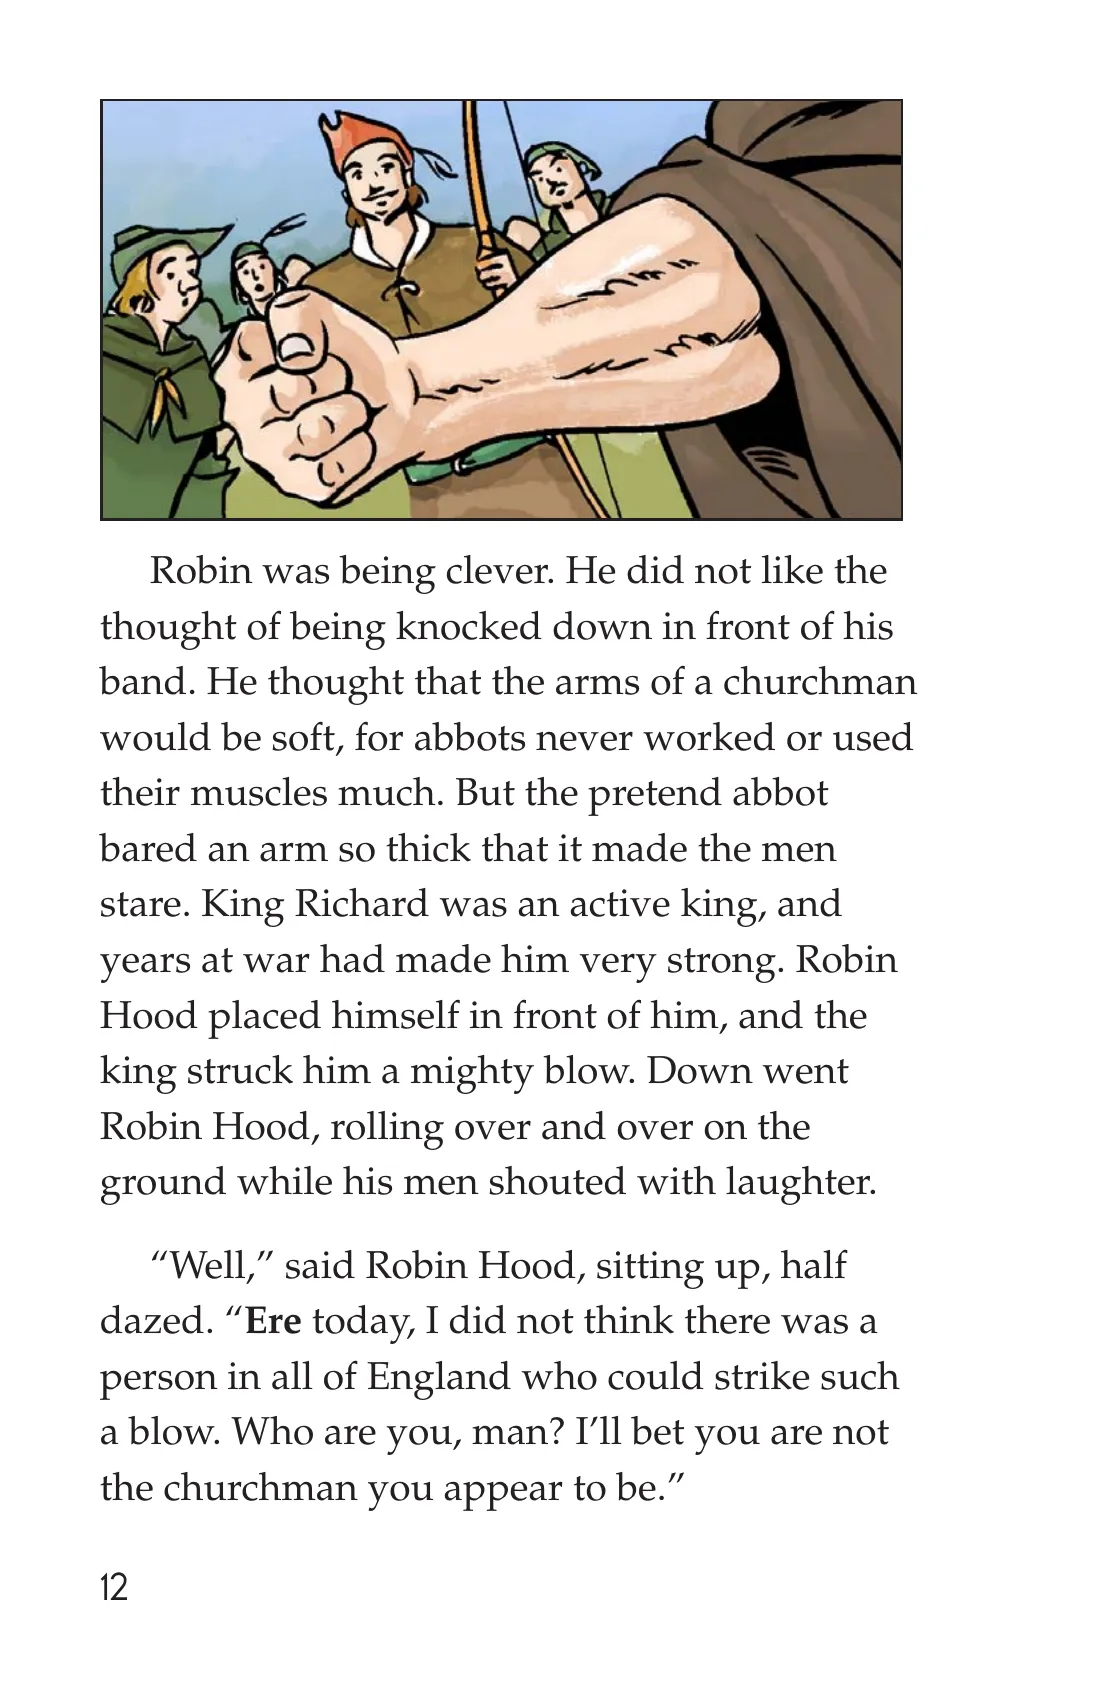 Robin was being clever. He did not like the
thought of being knocked down in front of his
band. He thought that the arms of a churchman
would be soft, for abbots never worked or used
their muscles much. But the pretend abbot
bared an arm so thick that it made the men
stare. King Richard was an active king, and
years at war had made him very strong. Robin
Hood placed himself in front of him, and the
king struck him a mighty blow. Down went
Robin Hood, rolling over and over on the
ground while his men shouted with laughter.
“Well,” said Robin Hood, sitting up, half
dazed. “Ere today, I did not think there was a
person in all of England who could strike such
a blow. Who are you, man? I’ll bet you are not
the churchman you appear to be.”
12